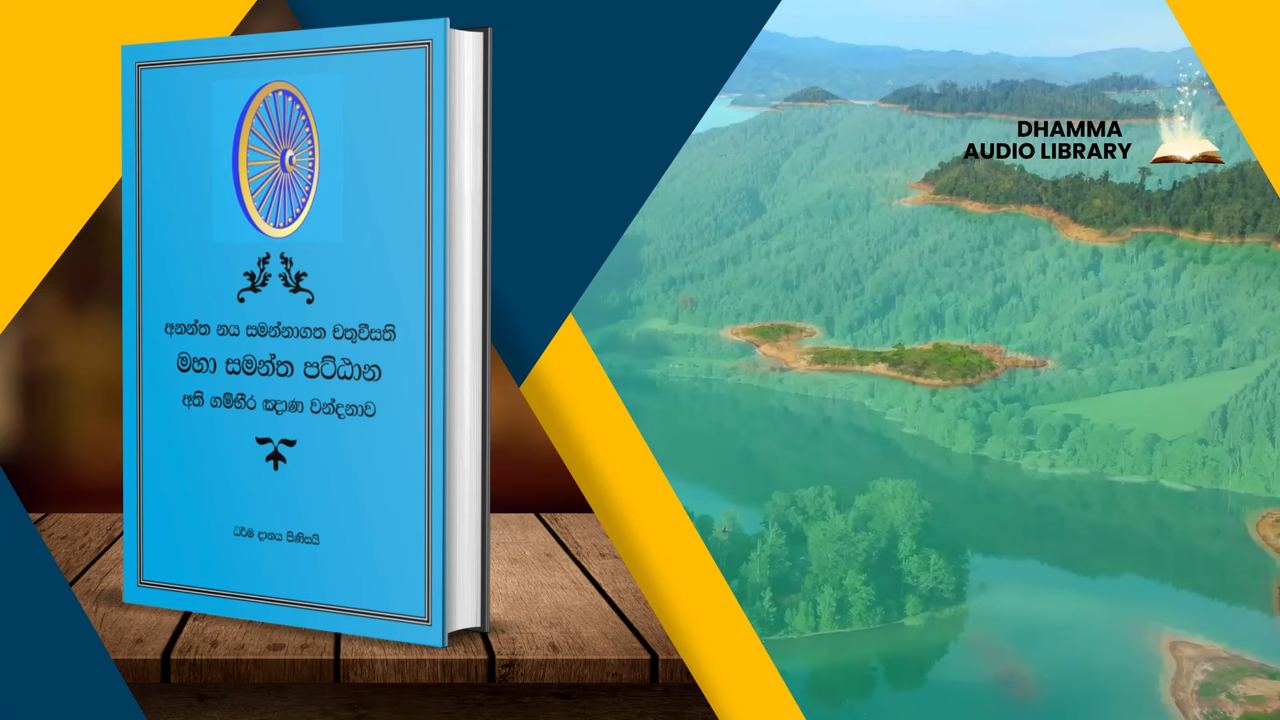 අනන්ත නය සමන්නාගත චතුවීසති
මහා සමන්ත පට්ඨාන
අති ගම්භීර ඤාණ වන්දනාව
ධර්ම දානය පිණිසයි
DHAMMA
AUDIO LIBRARY